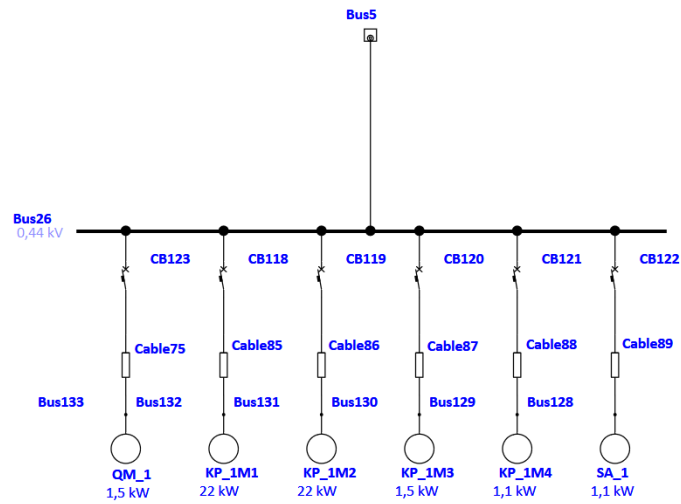 Bus5
Bus26
0,44 kV
CB123 CB118 CB119 CB120 CB121 CB122
Cable75 Cable85 Cable86 Cable87 Cable88 Cable89
Bus133 Bus132 Bus131 Bus130 Bus129 Bus128
QM_1 KP_1M1 KP_1M2 KP_1M3 KP_1M4 SA_1
1,5 kW 22 kW 22 kW 1,5 kW 1,1 kW 1,1 kW